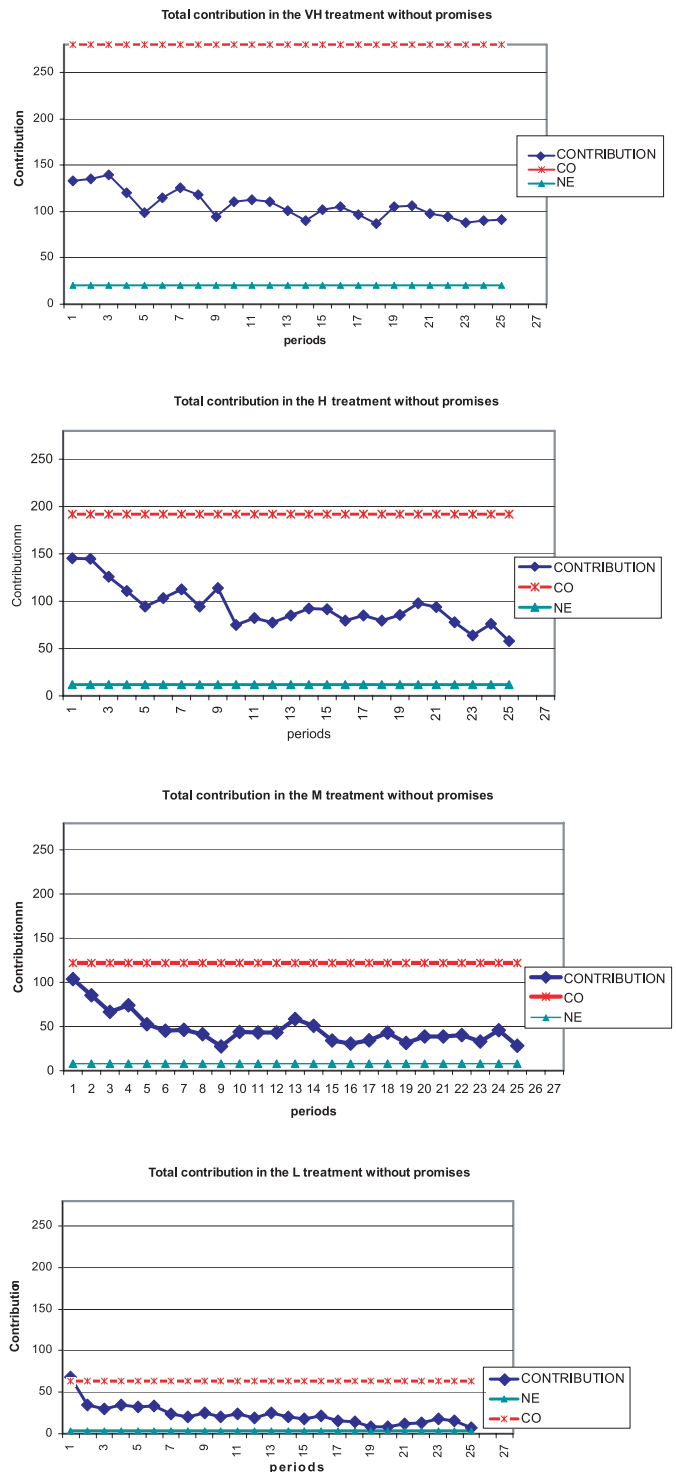 Total contribution in the VH treatment without promises
Contribution
250
200
150
100
50
0
1 3 5 7 9 11 13 15 17 19 21 23 25 27
periods
CONTRIBUTION
CO
NE
Total contribution in the H treatment without promises
Contributionnn
250
200
150
100
50
0
1 3 5 7 9 11 13 15 17 19 21 23 25 27
periods
CONTRIBUTION
CO
NE
Total contribution in the M treatment without promises
Contributionnn
250
200
150
100
50
0
1 2 3 4 5 6 7 8 9 10 11 12 13 14 15 16 17 18 19 20 21 22 23 24 25 26 27
periods
CONTRIBUTION
CO
NE
Total contribution in the L treatment without promises
Contribution
250
200
150
100
50
0
1 3 5 7 9 11 13 15 17 19 21 23 25 27
periods
CONTRIBUTION
NE
CO